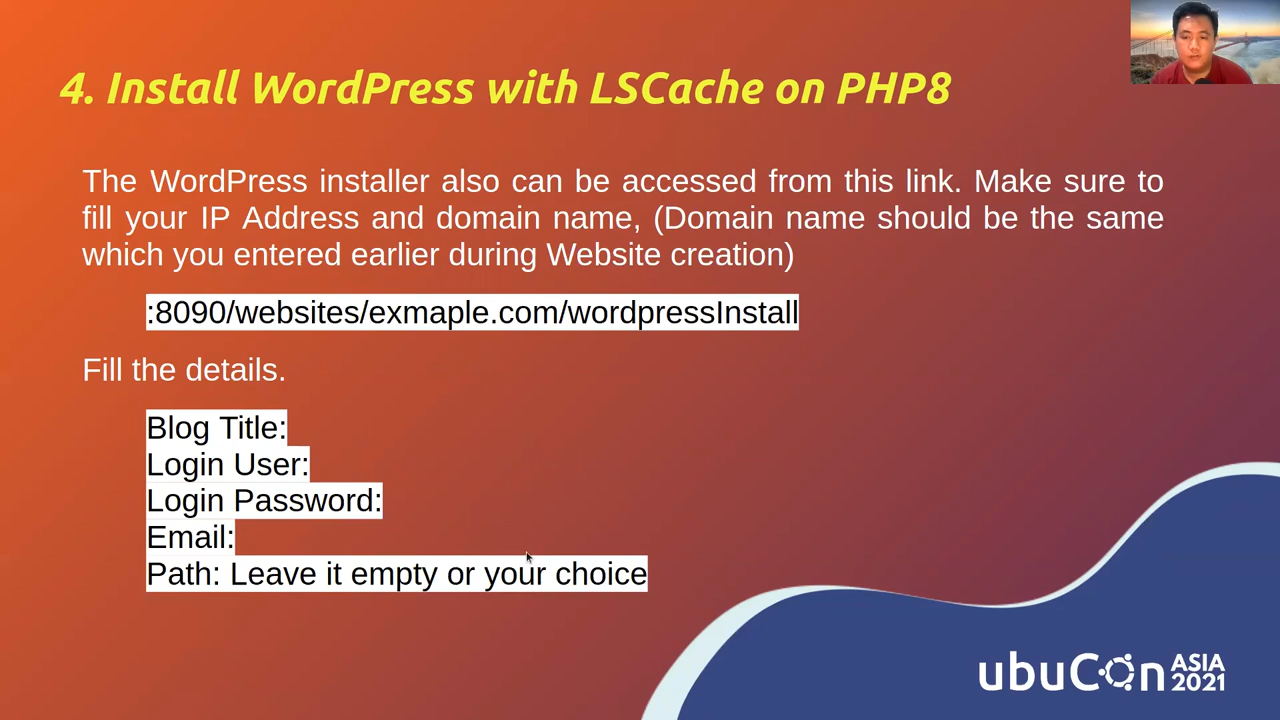 4. Install WordPress with LSCache on PHP8
The WordPress installer also can be accessed from this link. Make sure to
fill your IP Address and domain name, (Domain name should be the same
which you entered earlier during Website creation)
:8090/websites/exmaple.com/wordpressInstall
Fill the details.
Blog Title:
Login User:
Login Password:
Email:
Path: Leave it empty or your choice
ubuCon ASIA
2021